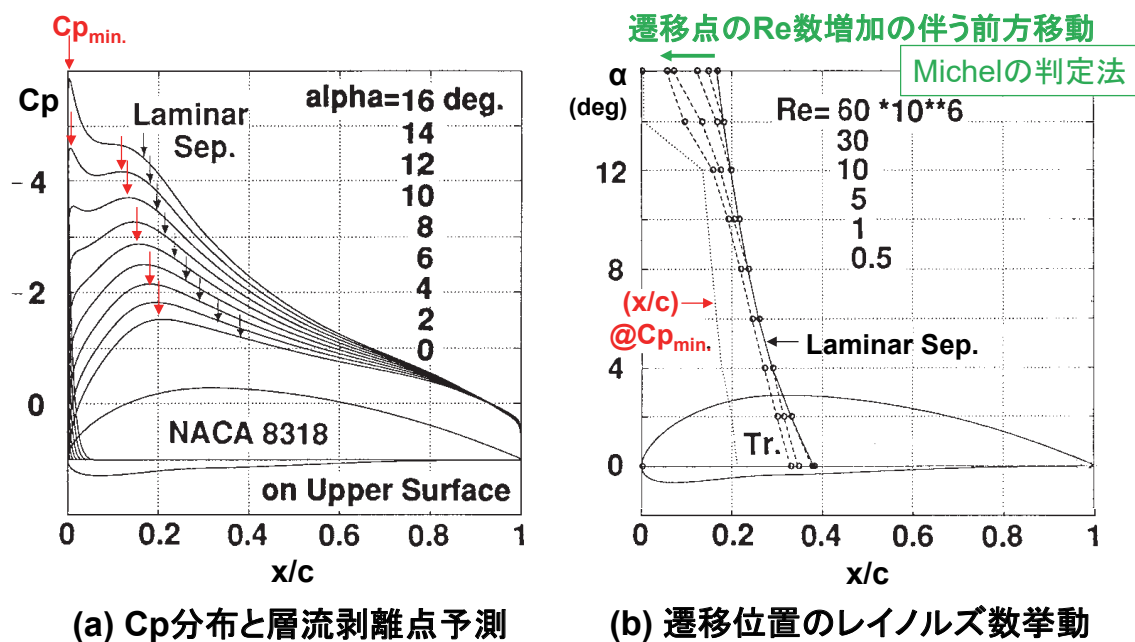 Cp_min.
Cp
alpha=16 deg.
14
12
10
8
6
4
2
0
Laminar
Sep.
－4
－2
0
NACA 8318
on Upper Surface
0 0.2 0.4 0.6 0.8 1
x/c
(a) Cp分布と層流剥離点予測
遷移点のRe数増加の伴う前方移動
Michelの判定法
α
(deg)
Re= 60 *10**6
30
10
5
1
0.5
12
8
4
0
(x/c)
@Cp_min.
Laminar Sep.
Tr.
0 0.2 0.4 0.6 0.8 1
x/c
(b) 遷移位置のレイノルズ数挙動